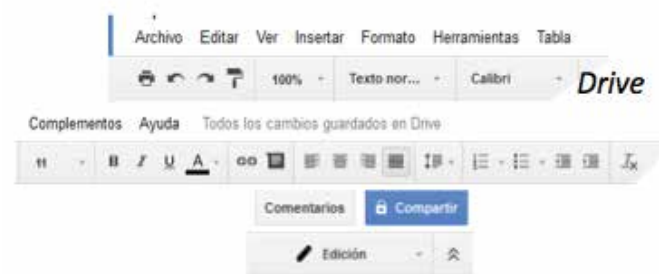 Archivo Editar Ver Insertar Formato Herramientas Tabla
100% Texto nor... Calibri
Drive
Complementos Ayuda Todos los cambios guardados en Drive
11 B I U A
Comentarios Compartir
Edición